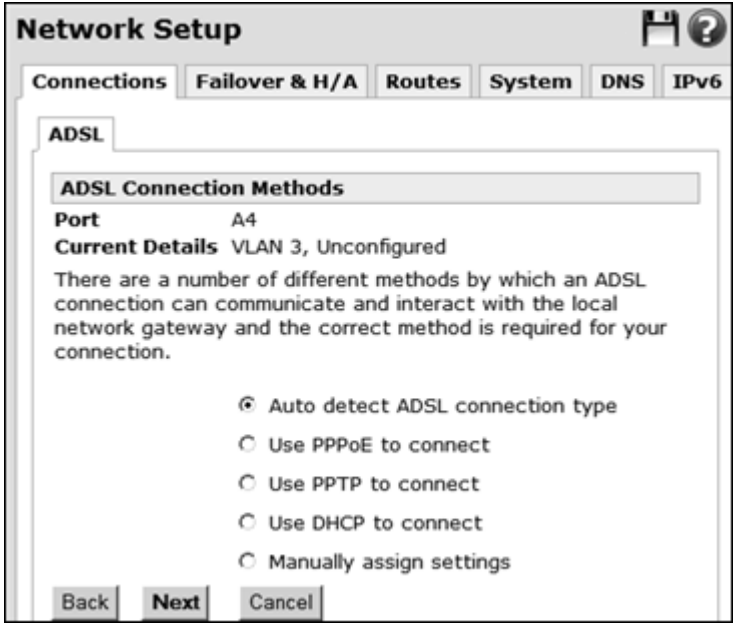 Network Setup
Connections Failover & H/A Routes System DNS IPv6
ADSL
ADSL Connection Methods
Port A4
Current Details VLAN 3, Unconfigured
There are a number of different methods by which an ADSL
connection can communicate and interact with the local
network gateway and the correct method is required for your
connection.
Auto detect ADSL connection type
Use PPPoE to connect
Use PPTP to connect
Use DHCP to connect
Manually assign settings
Back Next Cancel